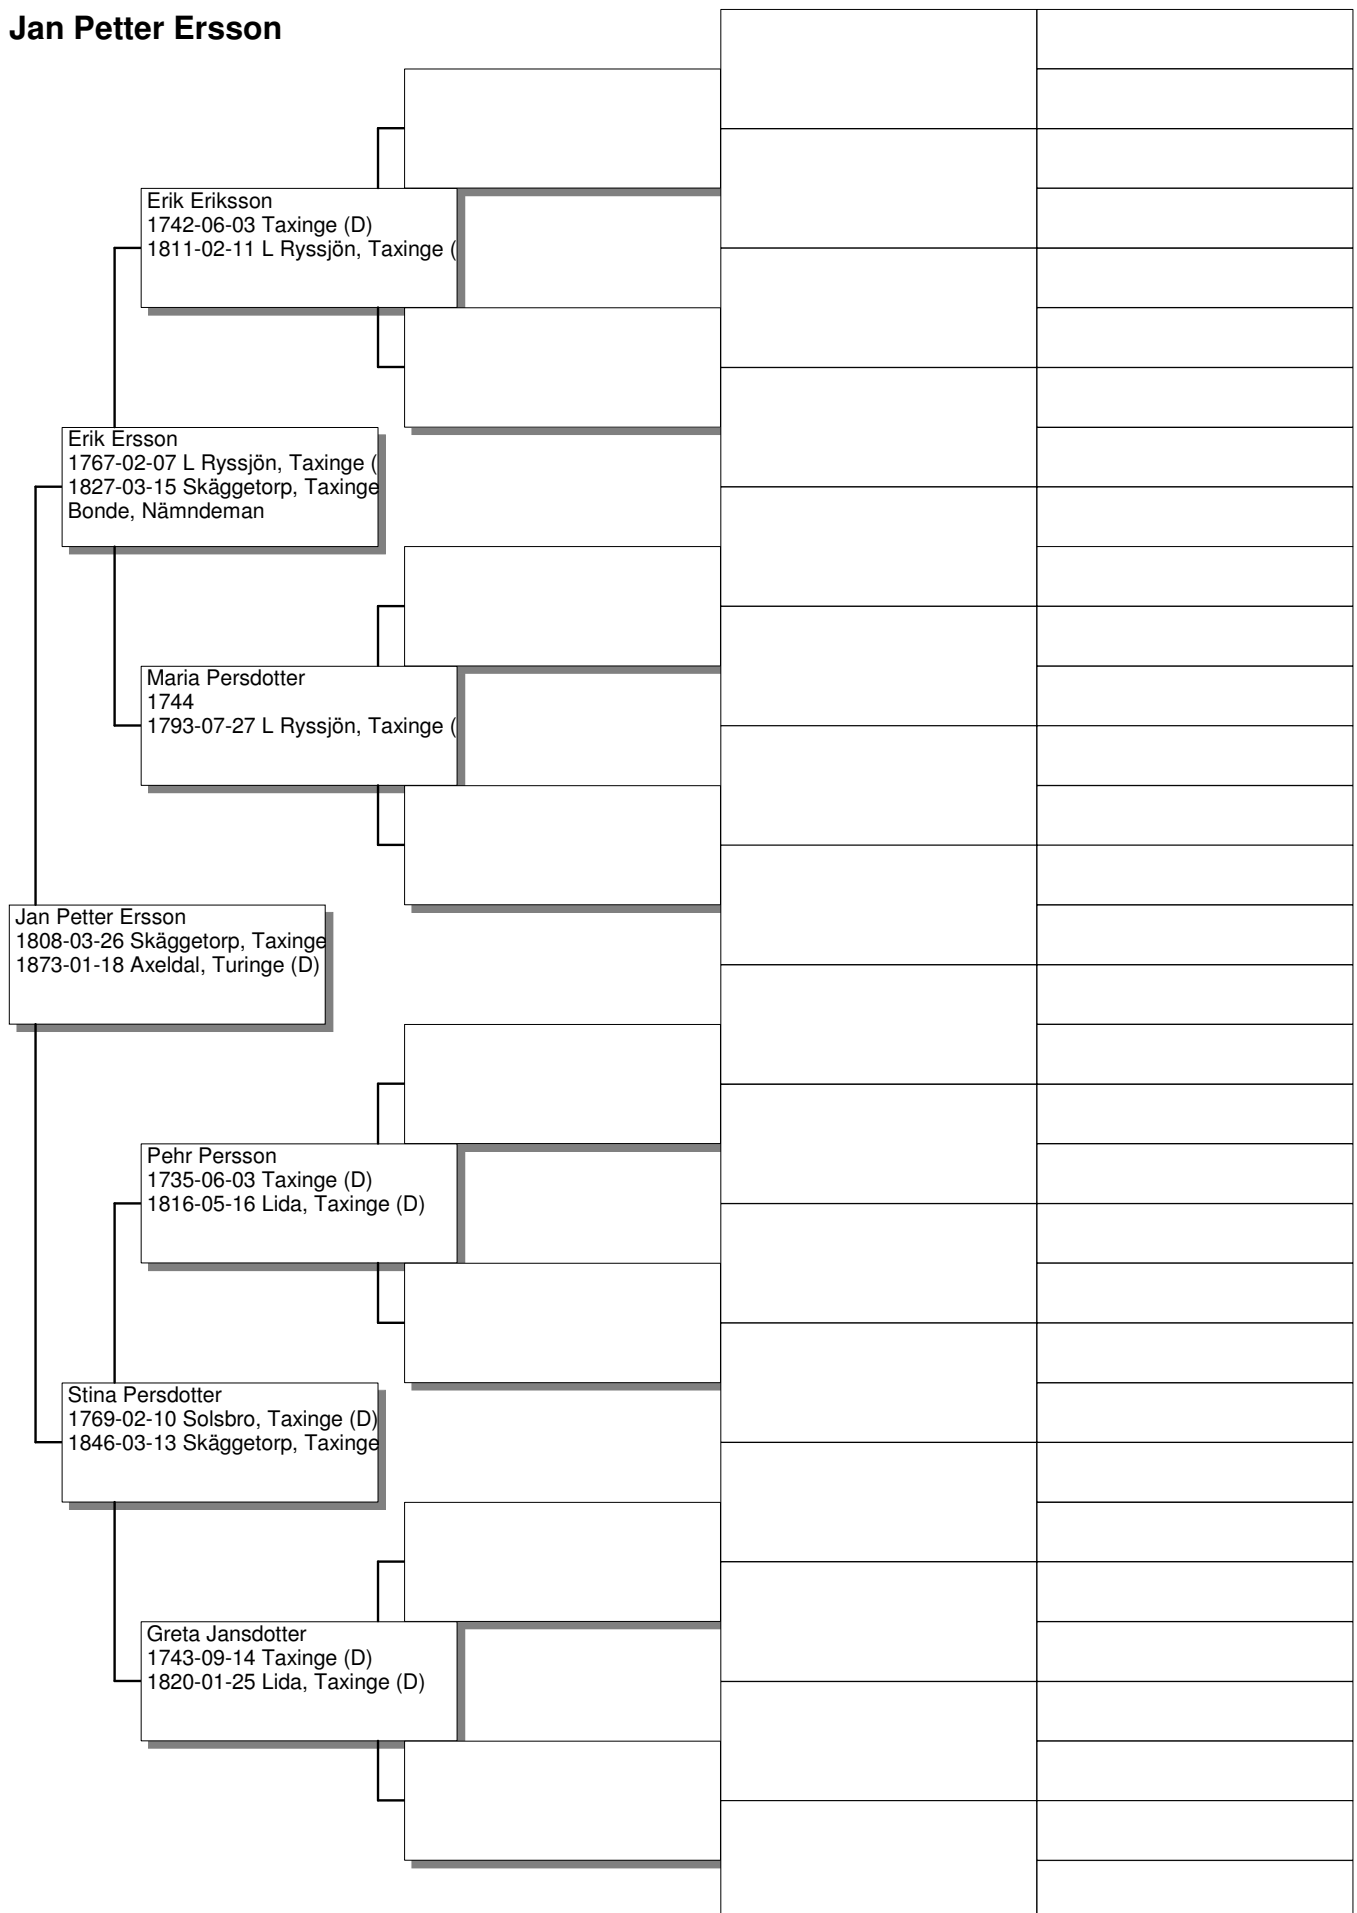 Jan Petter Ersson
Erik Eriksson
1742-06-03 Taxinge (D)
1811-02-11 L Ryssjön, Taxinge (
Erik Ersson
1767-02-07 L Ryssjön, Taxinge (
1827-03-15 Skäggetorp, Taxinge
Bonde, Nämndeman
Maria Persdotter
1744
1793-07-27 L Ryssjön, Taxinge (
Jan Petter Ersson
1808-03-26 Skäggetorp, Taxinge
1873-01-18 Axeldal, Turinge (D)
Pehr Persson
1735-06-03 Taxinge (D)
1816-05-16 Lida, Taxinge (D)
Stina Persdotter
1769-02-10 Solsbro, Taxinge (D)
1846-03-13 Skäggetorp, Taxinge
Greta Jansdotter
1743-09-14 Taxinge (D)
1820-01-25 Lida, Taxinge (D)